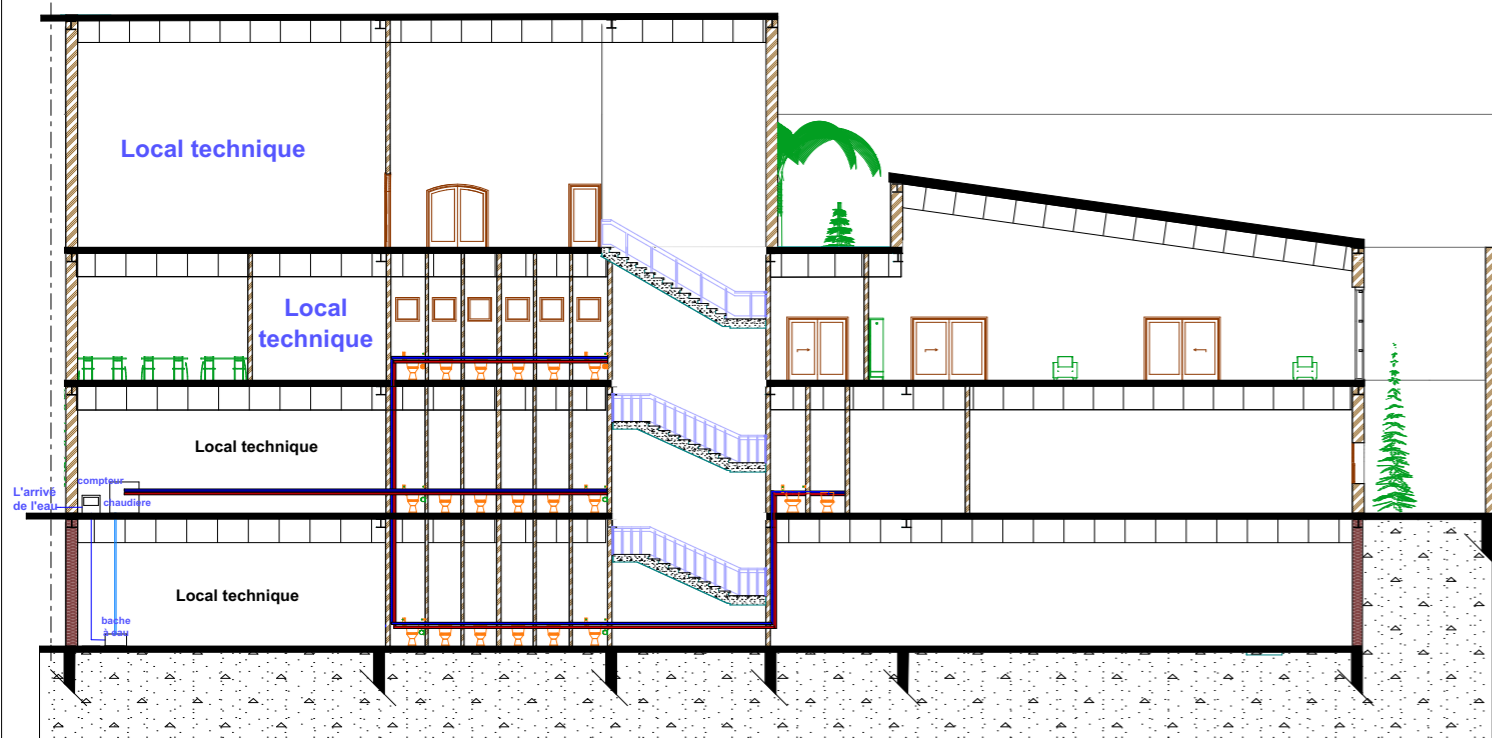 Local technique
Local
technique
Local technique
compteur
chaudière
L'arrivé
de l'eau
Local technique
bache
à eau